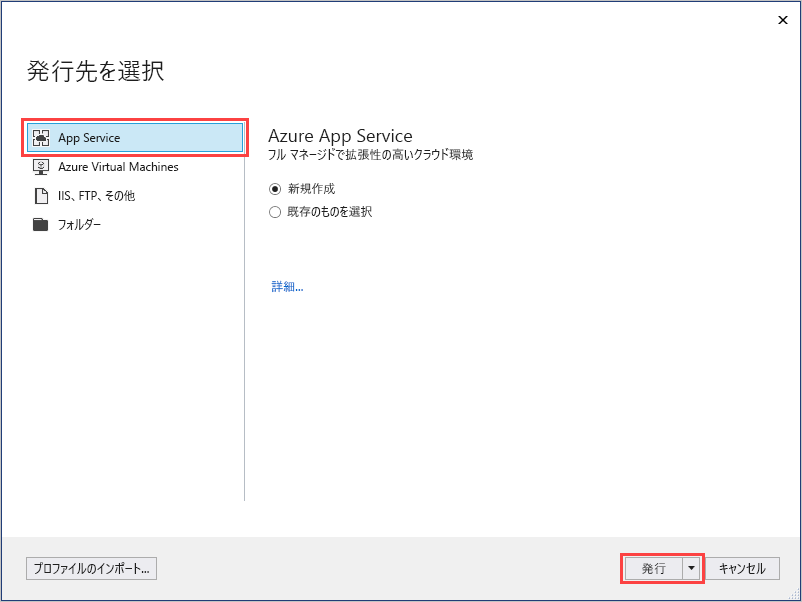 発行先を選択
App Service
Azure Virtual Machines
IIS、FTP、その他
フォルダー
Azure App Service
フル マネージドで拡張性の高いクラウド環境
新規作成
既存のものを選択
詳細...
プロファイルのインポート...
発行
キャンセル